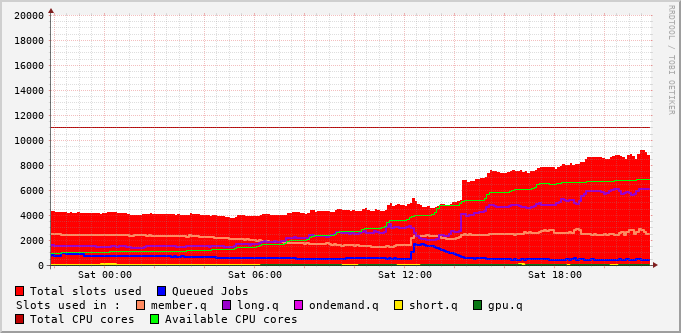 20000
18000
16000
14000
12000
10000
8000
6000
4000
2000
0
Sat 00:00 Sat 06:00 Sat 12:00 Sat 18:00
RRDTOOL / TOBI OETIKER
Total slots used Queued Jobs
Slots used in : member.q long.q ondemand.q short.q gpu.q
Total CPU cores Available CPU cores